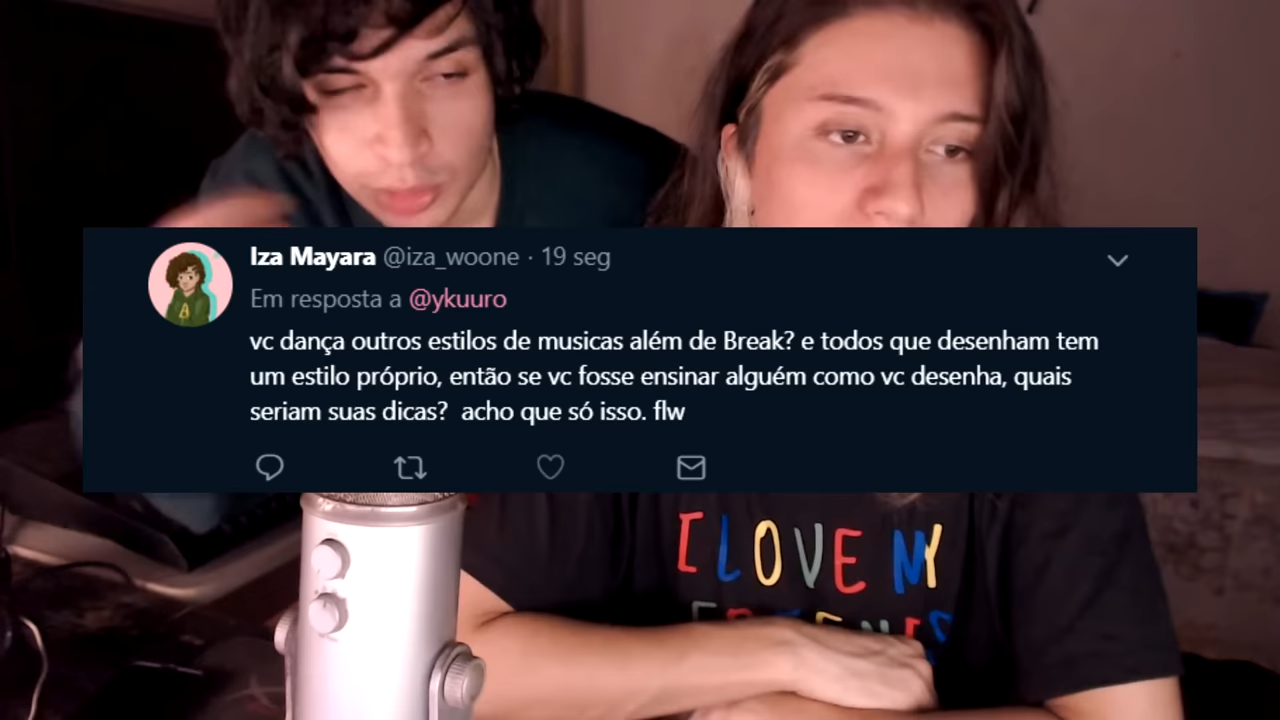 Iza Mayara @iza_woone · 19 seg
Em resposta a @ykuuro
vc dança outros estilos de musicas além de Break? e todos que desenham tem
um estilo próprio, então se vc fosse ensinar alguém como vc desenha, quais
seriam suas dicas?  acho que só isso. flw
I LOVE MY